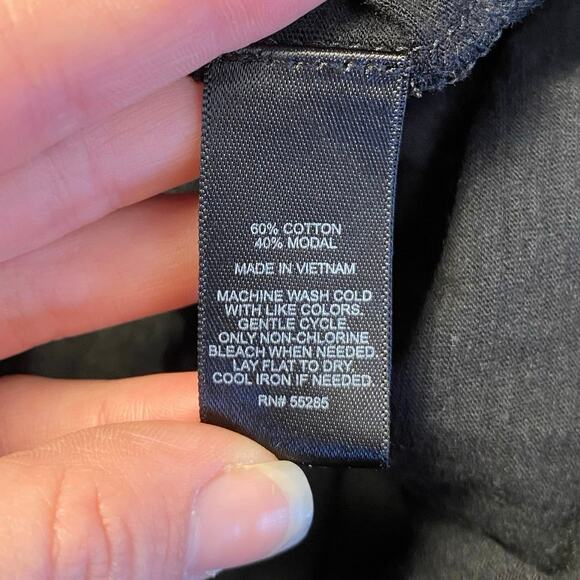 60% COTTON
40% MODAL
MADE IN VIETNAM
MACHINE WASH COLD
WITH LIKE COLORS.
GENTLE CYCLE.
ONLY NON-CHLORINE
BLEACH WHEN NEEDED.
LAY FLAT TO DRY.
COOL IRON IF NEEDED.
RN# 55285